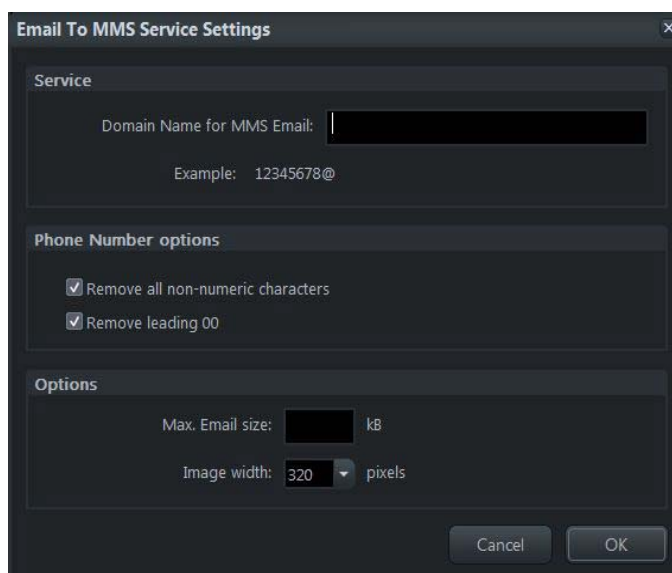 Email To MMS Service Settings
Service
Domain Name for MMS Email:
Example: 12345678@
Phone Number options
Remove all non-numeric characters
Remove leading 00
Options
Max. Email size: kB
Image width: 320 pixels
Cancel OK